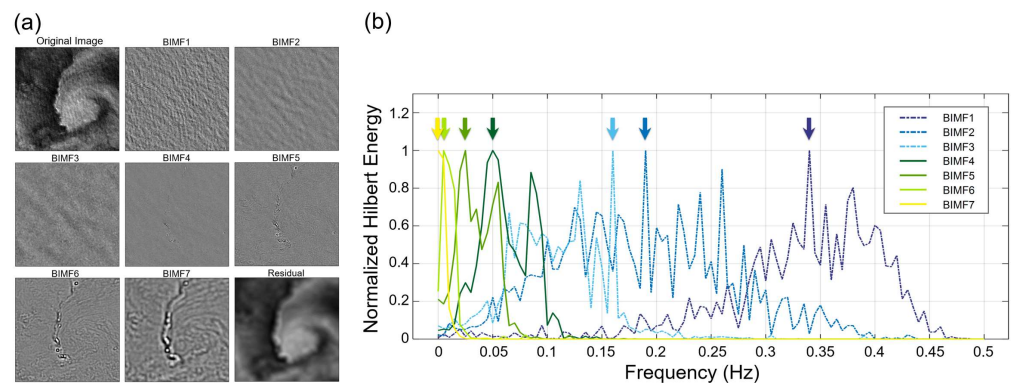 (a)
Original Image BIMF1 BIMF2
BIMF3 BIMF4 BIMF5
BIMF6 BIMF7 Residual
(b)
Normalized Hilbert Energy
1.2
1
0.8
0.6
0.4
0.2
0
0 0.05 0.1 0.15 0.2 0.25 0.3 0.35 0.4 0.45 0.5
Frequency (Hz)
BIMF1
BIMF2
BIMF3
BIMF4
BIMF5
BIMF6
BIMF7